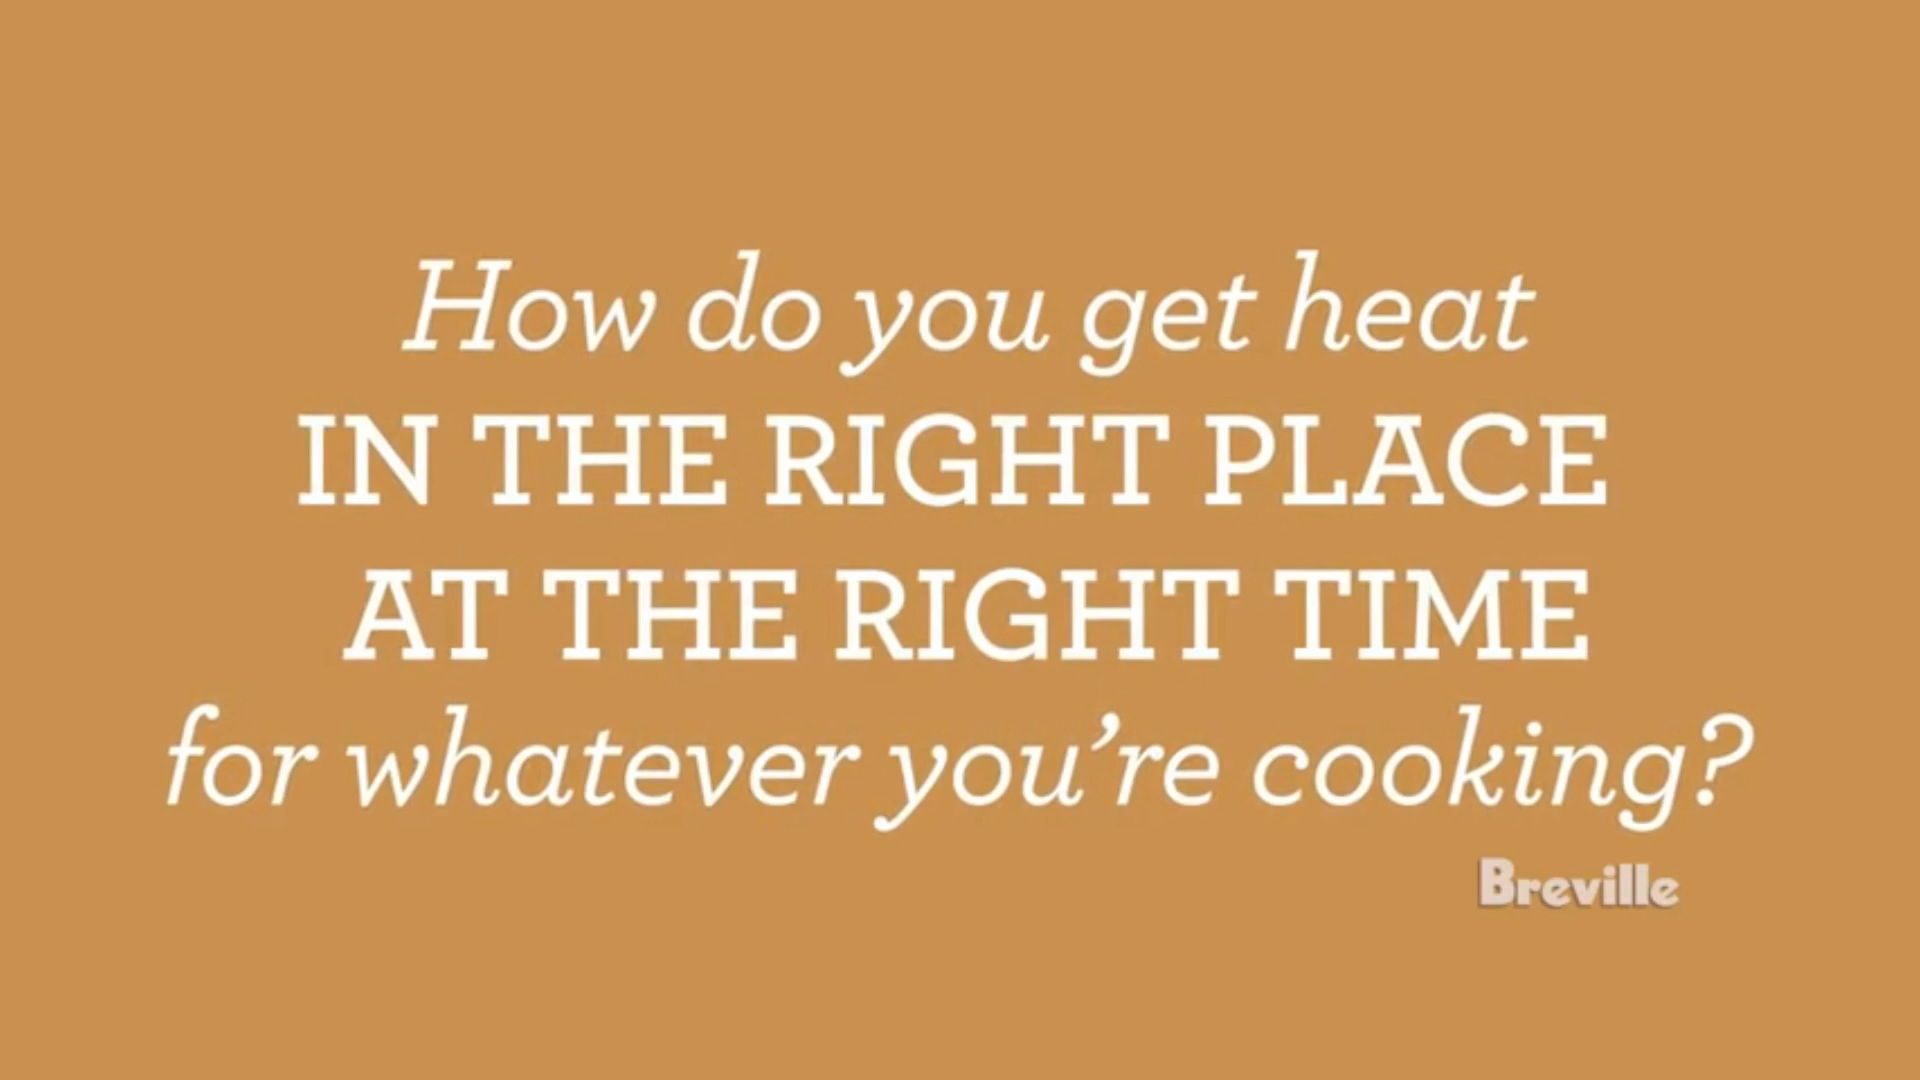 How do you get heat
IN THE RIGHT PLACE
AT THE RIGHT TIME
for whatever you’re cooking?
Breville